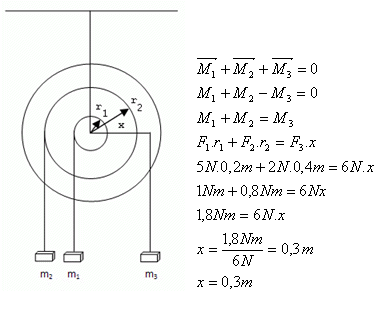 r₁
r₂
x
m₂ m₁ m₃
M₁ + M₂ + M₃ = 0
M₁ + M₂ − M₃ = 0
M₁ + M₂ = M₃
F₁.r₁ + F₂.r₂ = F₃.x
5N.0,2m + 2N.0,4m = 6N.x
1Nm + 0,8Nm = 6Nx
1,8Nm = 6N.x
x = 1,8Nm / 6N = 0,3m
x = 0,3m